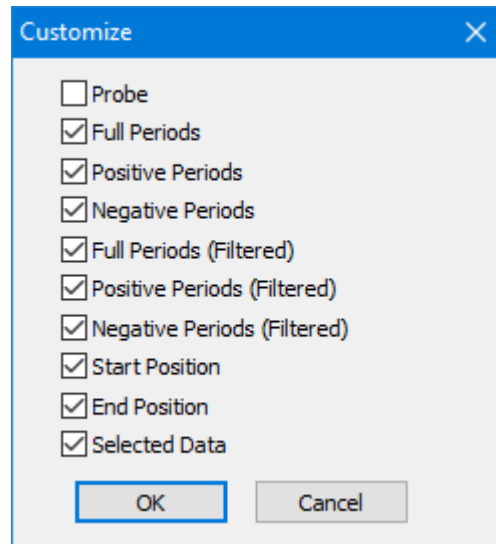 Customize
Probe
Full Periods
Positive Periods
Negative Periods
Full Periods (Filtered)
Positive Periods (Filtered)
Negative Periods (Filtered)
Start Position
End Position
Selected Data
OK Cancel